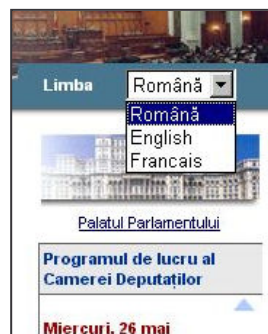 Limba Română
Română
English
Francais
Palatul Parlamentului
Programul de lucru al
Camerei Deputaților
Miercuri, 26 mai